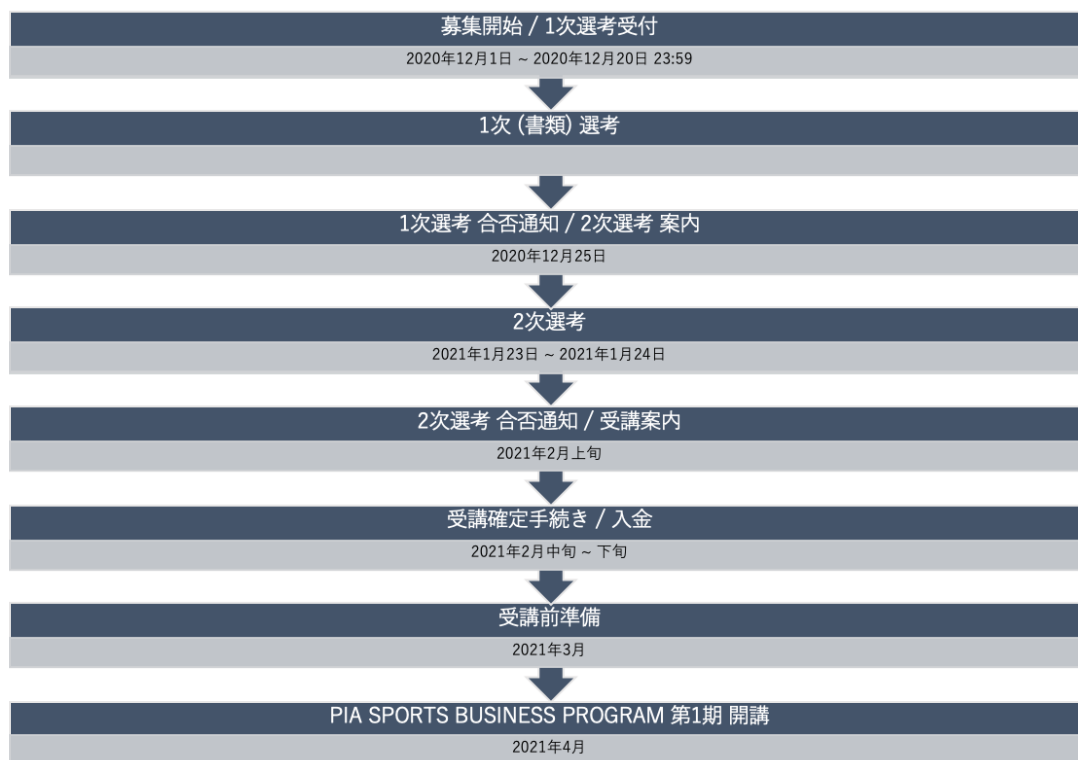 募集開始 / 1次選考受付
2020年12月1日 ~ 2020年12月20日 23:59
1次 (書類) 選考
1次選考 合否通知 / 2次選考 案内
2020年12月25日
2次選考
2021年1月23日 ~ 2021年1月24日
2次選考 合否通知 / 受講案内
2021年2月上旬
受講確定手続き / 入金
2021年2月中旬 ~ 下旬
受講前準備
2021年3月
PIA SPORTS BUSINESS PROGRAM 第1期 開講
2021年4月